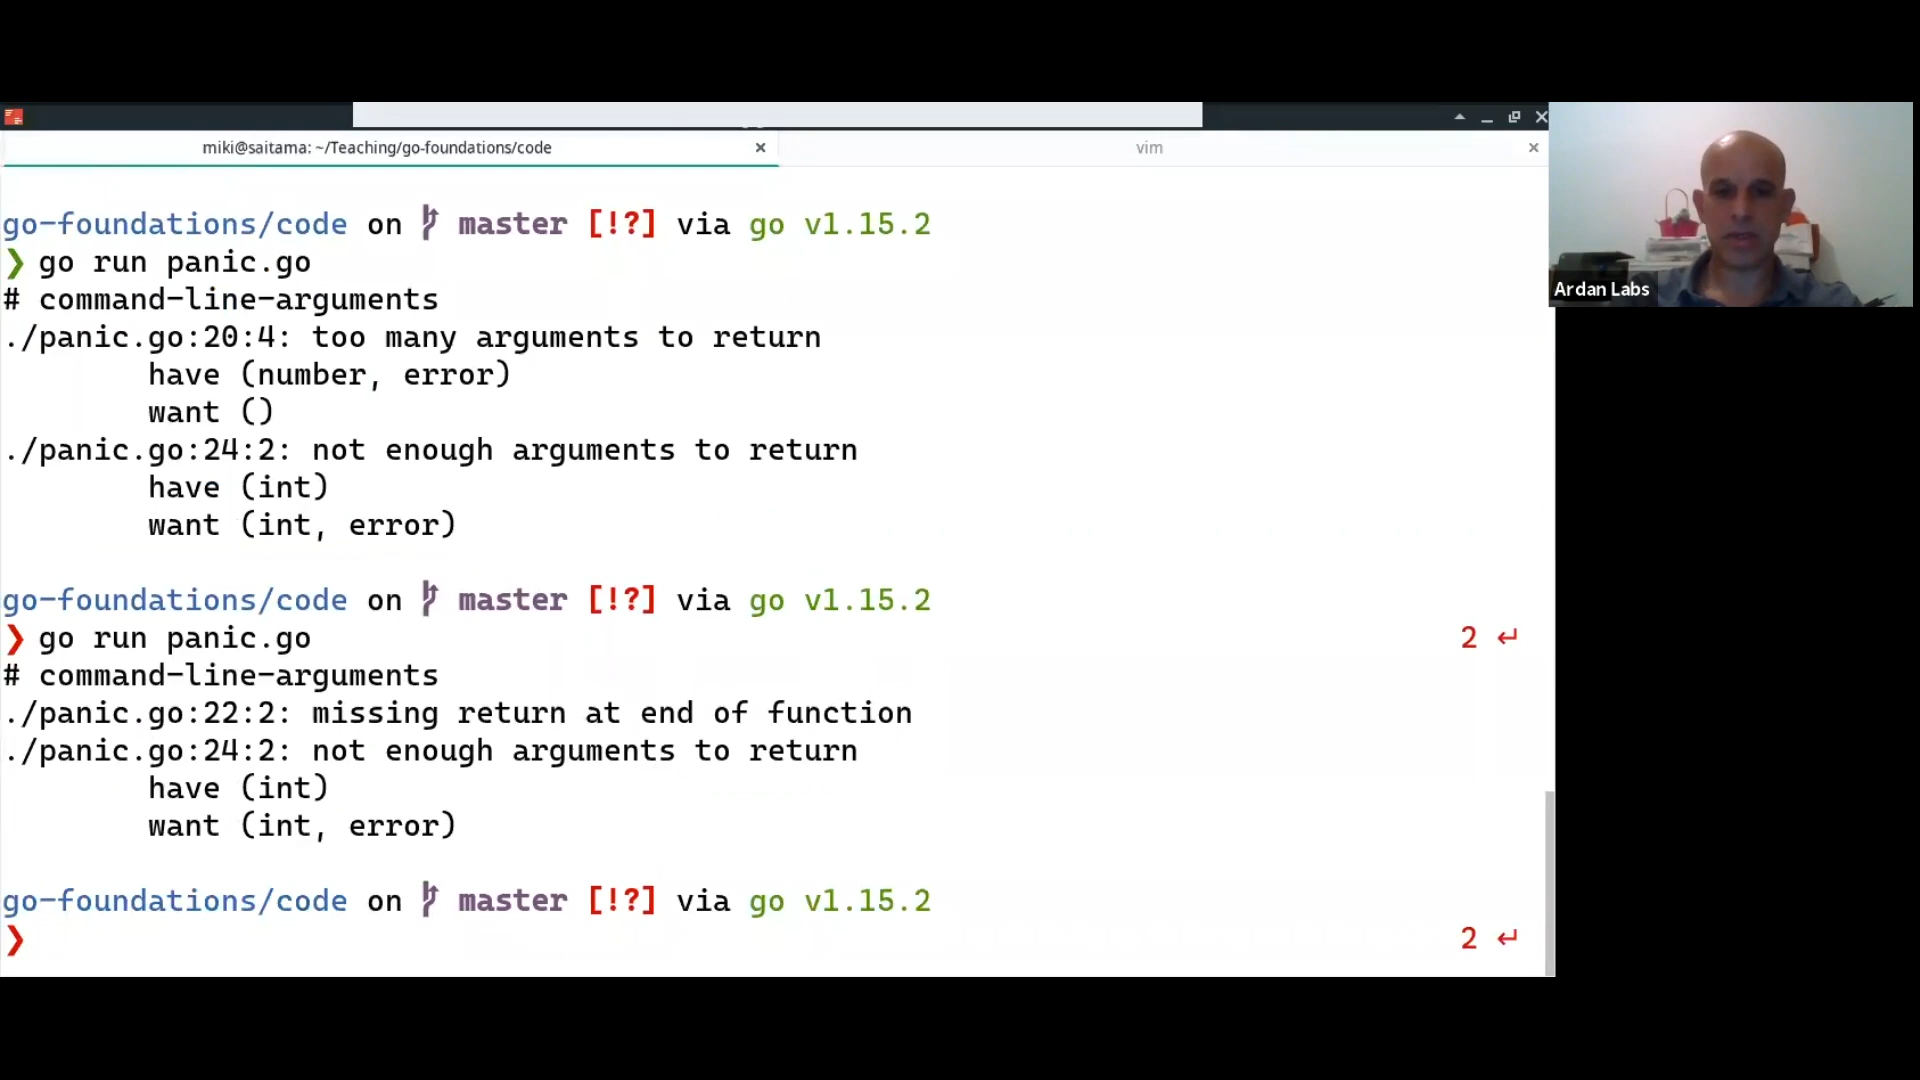 miki@saitama: ~/Teaching/go-foundations/code
vim
go-foundations/code on master [!?] via go v1.15.2
❯ go run panic.go
# command-line-arguments
./panic.go:20:4: too many arguments to return
have (number, error)
want ()
./panic.go:24:2: not enough arguments to return
have (int)
want (int, error)
go-foundations/code on master [!?] via go v1.15.2
❯ go run panic.go 2 ↵
# command-line-arguments
./panic.go:22:2: missing return at end of function
./panic.go:24:2: not enough arguments to return
have (int)
want (int, error)
go-foundations/code on master [!?] via go v1.15.2
❯ 2 ↵
Ardan Labs